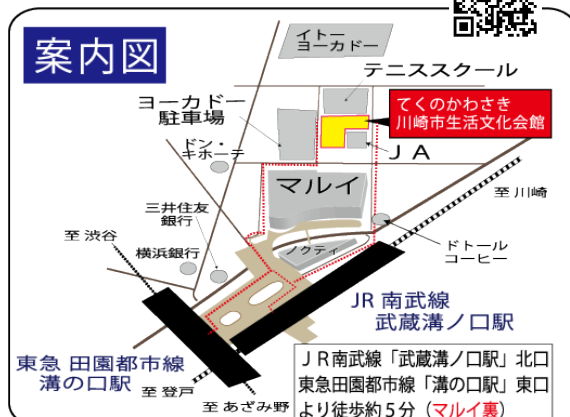 案内図
イトー
ヨーカドー
テニススクール
ヨーカドー
駐車場
てくのかわさき
川崎市生活文化会館
ドン・
キホーテ
ＪＡ
マルイ
三井住友
銀行
至 川崎
至 渋谷
横浜銀行
ノクティ
ドトール
コーヒー
JR 南武線
武蔵溝ノ口駅
東急 田園都市線
溝の口駅
至 登戸
至 あざみ野
ＪＲ南武線「武蔵溝ノ口駅」北口
東急田園都市線「溝の口駅」東口
より徒歩約５分（マルイ裏）